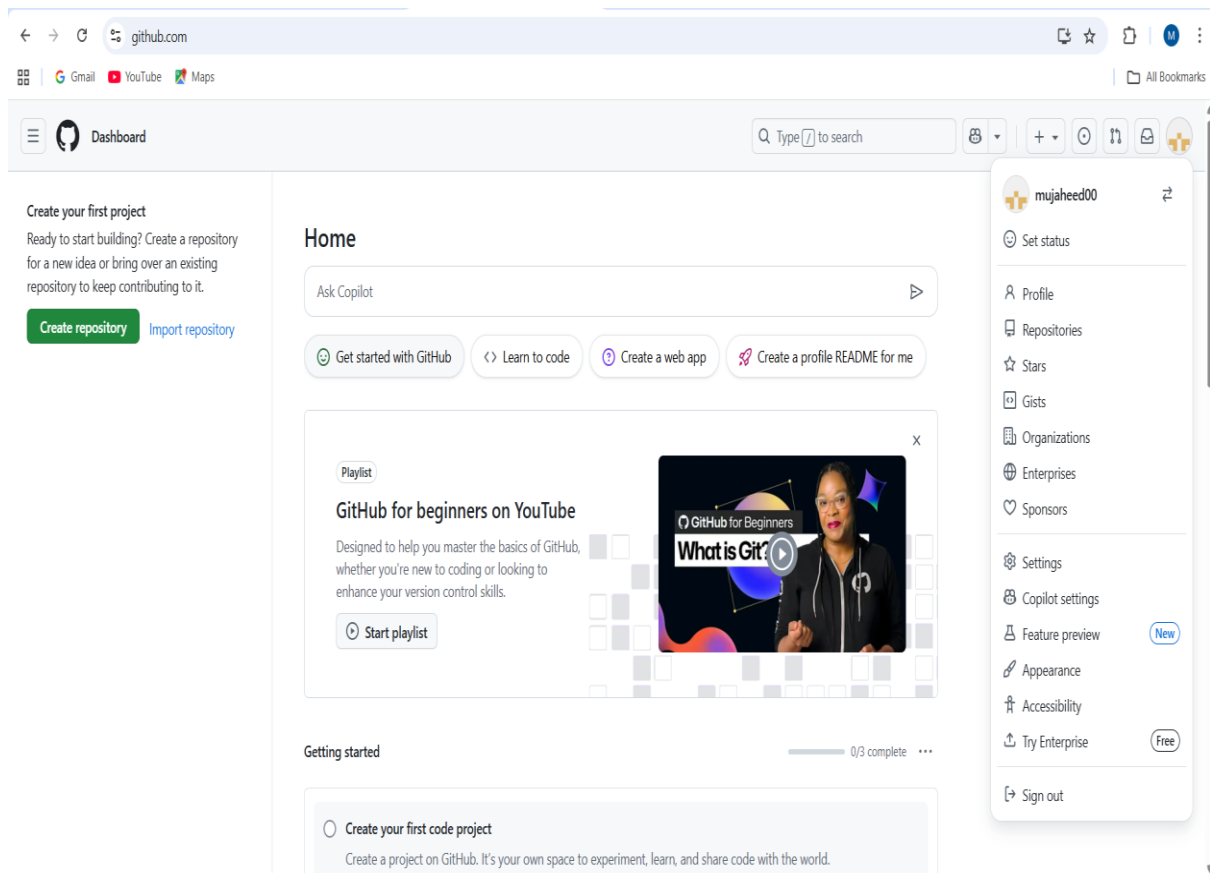 github.com
M
Gmail
YouTube
Maps
All Bookmarks
Dashboard
Type / to search
mujaheed00
Set status
Profile
Repositories
Stars
Gists
Organizations
Enterprises
Sponsors
Settings
Copilot settings
Feature preview New
Appearance
Accessibility
Try Enterprise Free
Sign out
Create your first project
Ready to start building? Create a repository
for a new idea or bring over an existing
repository to keep contributing to it.
Create repository Import repository
Home
Ask Copilot
Get started with GitHub
Learn to code
Create a web app
Create a profile README for me
Playlist
GitHub for beginners on YouTube
Designed to help you master the basics of GitHub,
whether you're new to coding or looking to
enhance your version control skills.
Start playlist
GitHub for Beginners
What is Git?
Getting started
0/3 complete
Create your first code project
Create a project on GitHub. It's your own space to experiment, learn, and share code with the world.